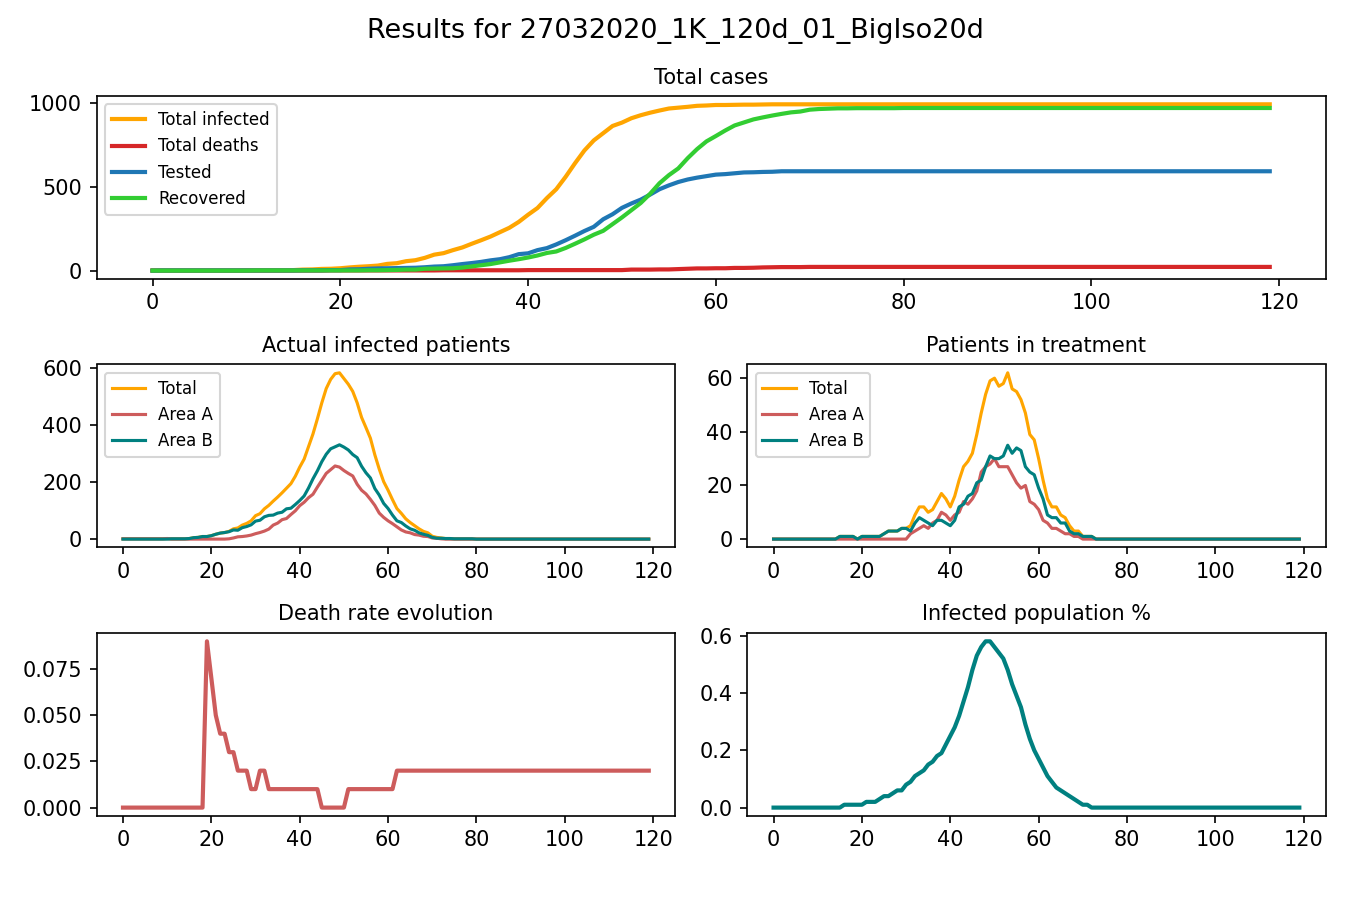 Results for 27032020_1K_120d_01_BigIso20d
Total cases
1000
500
0
Total infected
Total deaths
Tested
Recovered
0 20 40 60 80 100 120
Actual infected patients
600
400
200
0
Total
Area A
Area B
0 20 40 60 80 100 120
Patients in treatment
60
40
20
0
Total
Area A
Area B
0 20 40 60 80 100 120
Death rate evolution
0.075
0.050
0.025
0.000
0 20 40 60 80 100 120
Infected population %
0.6
0.4
0.2
0.0
0 20 40 60 80 100 120